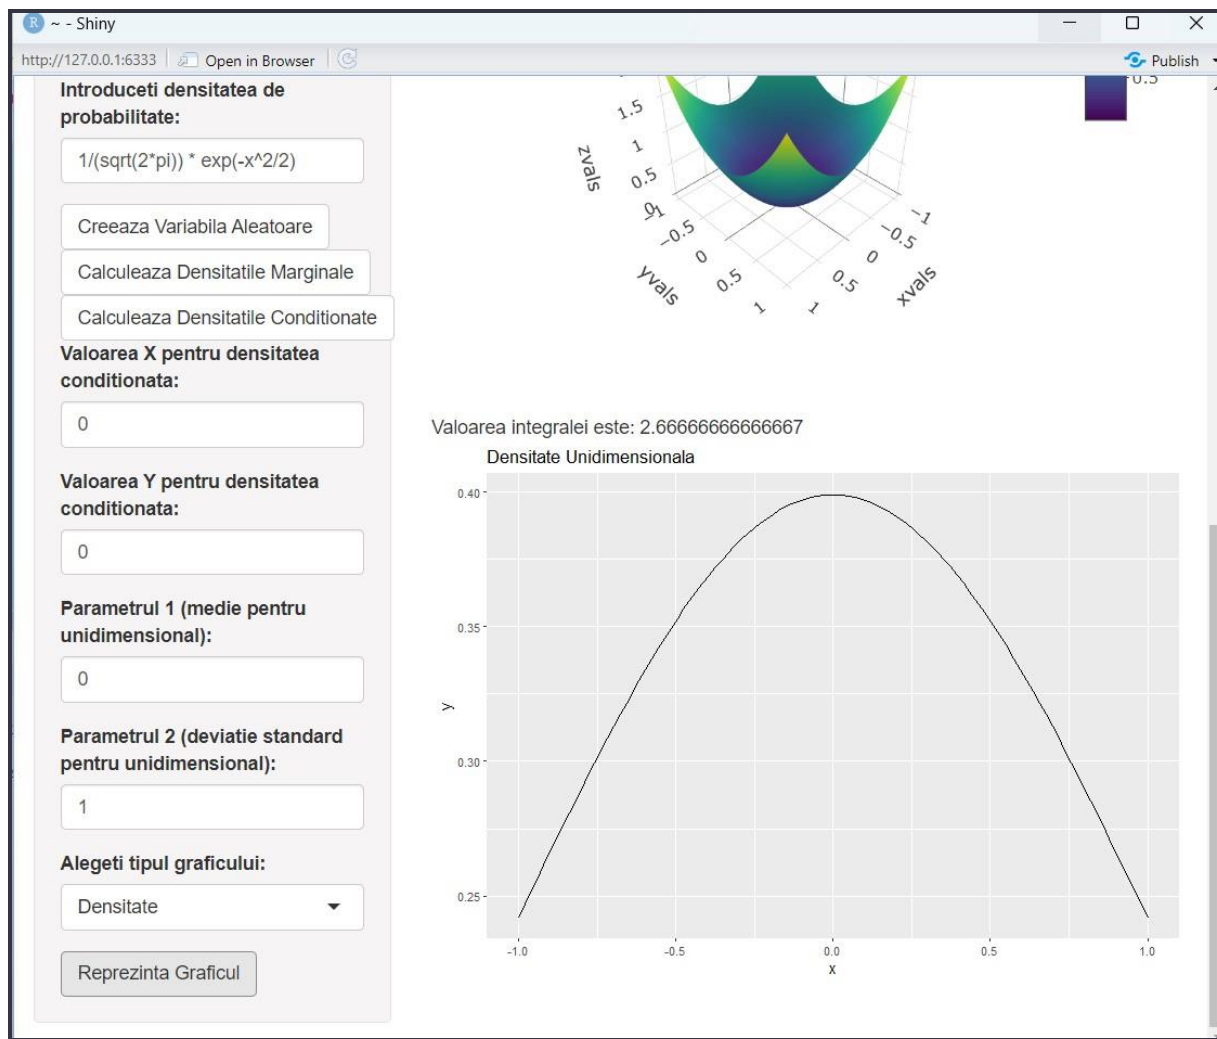 ~ - Shiny
http://127.0.0.1:6333 Open in Browser Publish
Introduceti densitatea de
probabilitate:
1/(sqrt(2*pi)) * exp(-x^2/2)
Creeaza Variabila Aleatoare
Calculeaza Densitatile Marginale
Calculeaza Densitatile Conditionate
Valoarea X pentru densitatea
conditionata:
0
Valoarea Y pentru densitatea
conditionata:
0
Parametrul 1 (medie pentru
unidimensional):
0
Parametrul 2 (deviatie standard
pentru unidimensional):
1
Alegeti tipul graficului:
Densitate
Reprezinta Graficul
1.5
1
0.5
0
zvals
−1
−0.5
0
0.5
1
yvals
−1
−0.5
0
0.5
1
xvals
Valoarea integralei este: 2.66666666666667
Densitate Unidimensionala
0.40
0.35
0.30
0.25
y
-1.0 -0.5 0.0 0.5 1.0
x